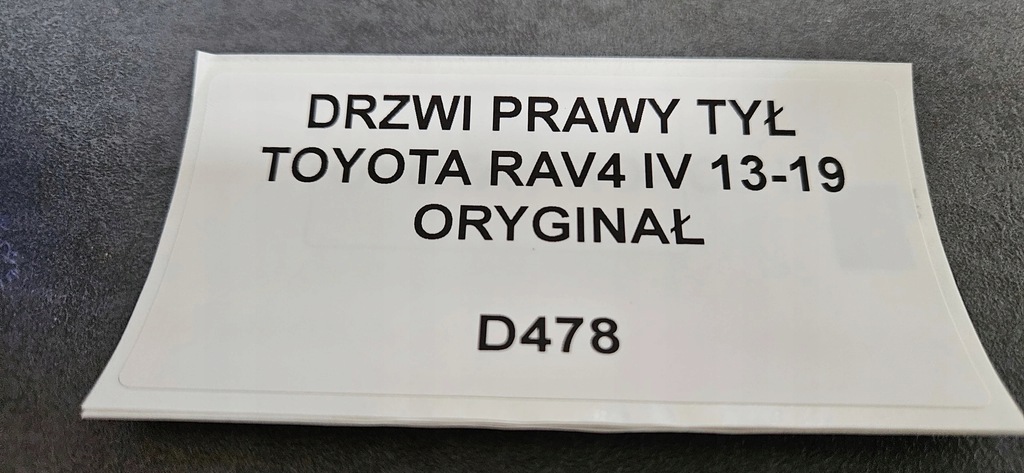 DRZWI PRAWY TYŁ
TOYOTA RAV4 IV 13-19
ORYGINAŁ
D478